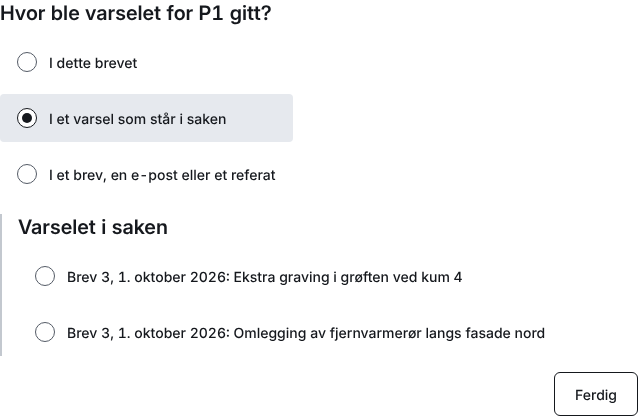 Hvor ble varselet for P1 gitt?
I dette brevet
I et varsel som står i saken
I et brev, en e-post eller et referat
Varselet i saken
Brev 3, 1. oktober 2026: Ekstra graving i grøften ved kum 4
Brev 3, 1. oktober 2026: Omlegging av fjernvarmerør langs fasade nord
Ferdig